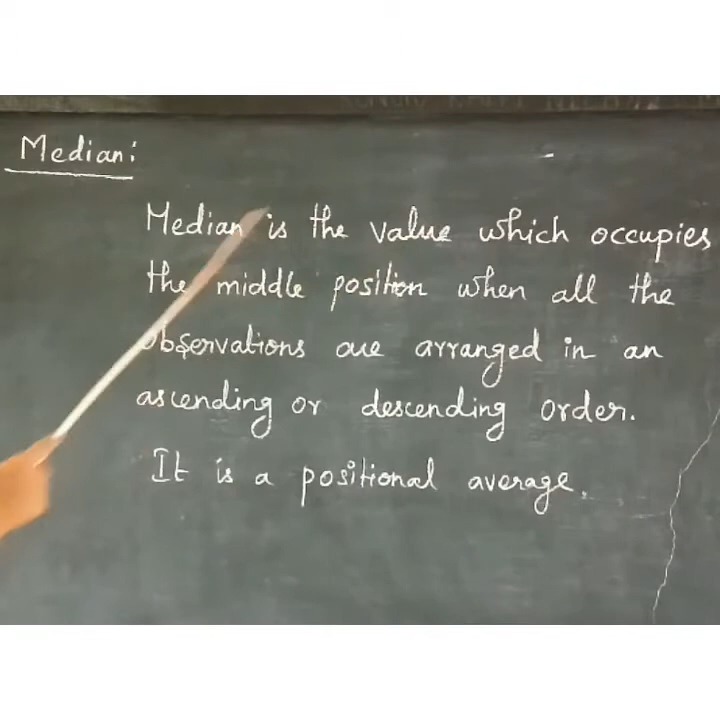 Median:
Median is the value which occupies
the middle position when all the
observations are arranged in an
ascending or descending order.
It is a positional average.